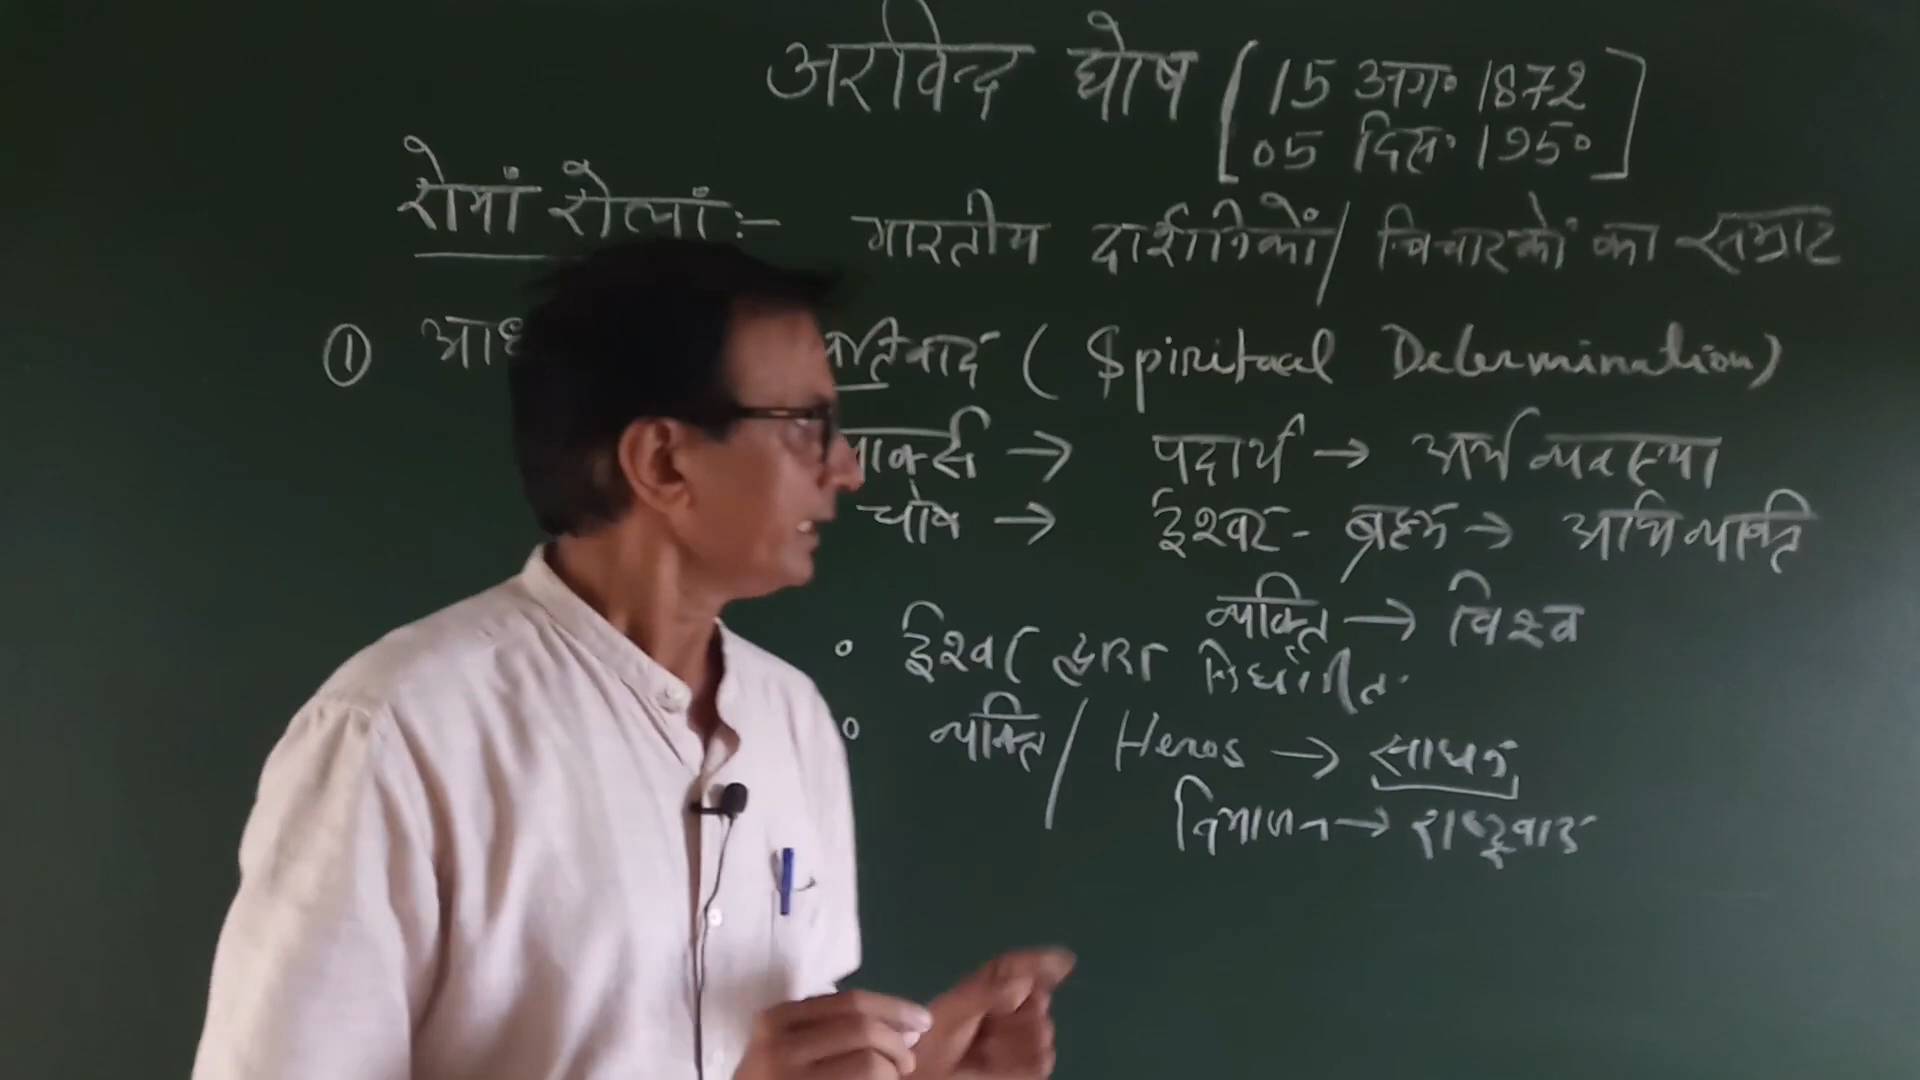 अरविन्द घोष [15 अग॰ 1872
05 दिस॰ 1950]
रोमां रोल्यां :- भारतीय दार्शनिकों / विचारकों का सम्राट
① (Spiritual Determination)
→ पदार्थ → अर्थव्यवस्था
घोष → ईश्वर - ब्रह्म → अभिव्यक्ति
व्यक्ति → विश्व
• ईश्वर द्वारा निर्धारित
• व्यक्ति / Heros → साधन
विभाजन → राष्ट्रवाद